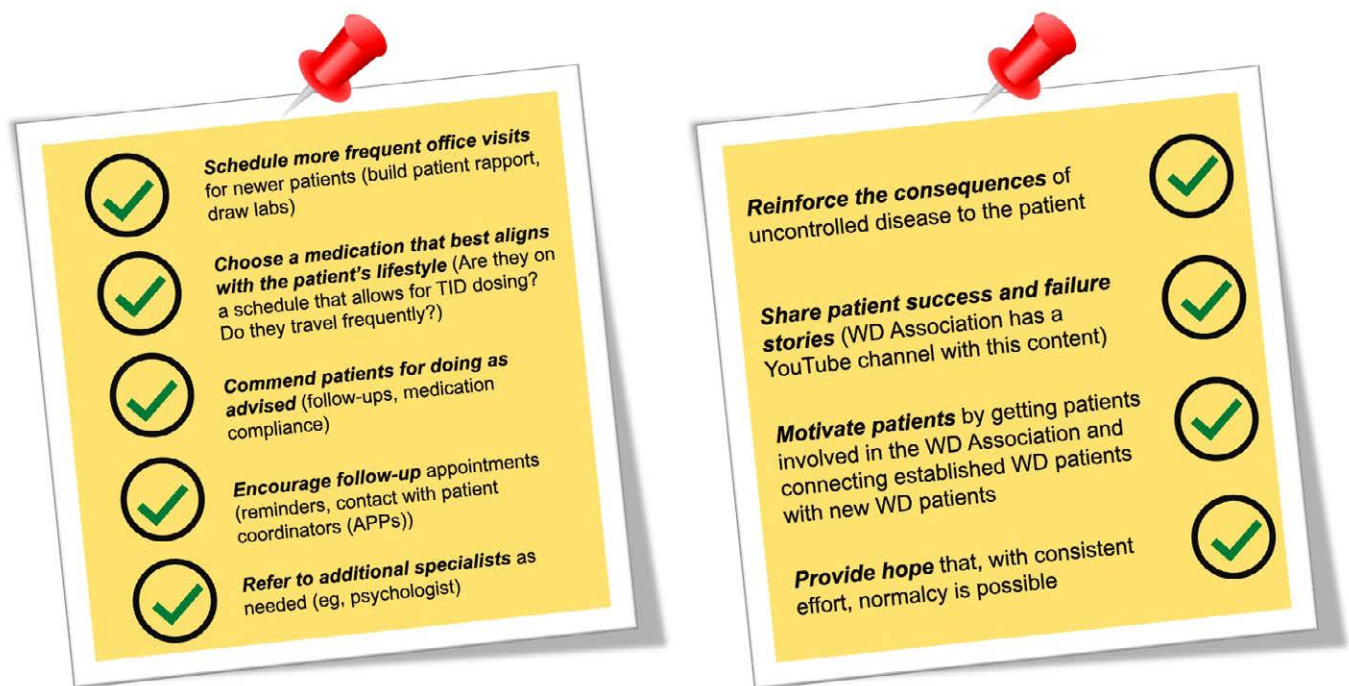 Schedule more frequent office visits
for newer patients (build patient rapport,
draw labs)
Choose a medication that best aligns
with the patient's lifestyle (Are they on
a schedule that allows for TID dosing?
Do they travel frequently?)
Commend patients for doing as
advised (follow-ups, medication
compliance)
Encourage follow-up appointments
(reminders, contact with patient
coordinators (APPs))
Refer to additional specialists as
needed (eg, psychologist)
Reinforce the consequences of
uncontrolled disease to the patient
Share patient success and failure
stories (WD Association has a
YouTube channel with this content)
Motivate patients by getting patients
involved in the WD Association and
connecting established WD patients
with new WD patients
Provide hope that, with consistent
effort, normalcy is possible